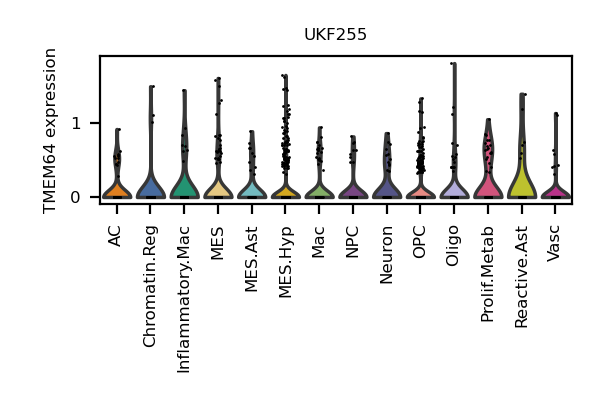 UKF255
TMEM64 expression
1
0
AC
Chromatin.Reg
Inflammatory.Mac
MES
MES.Ast
MES.Hyp
Mac
NPC
Neuron
OPC
Oligo
Prolif.Metab
Reactive.Ast
Vasc